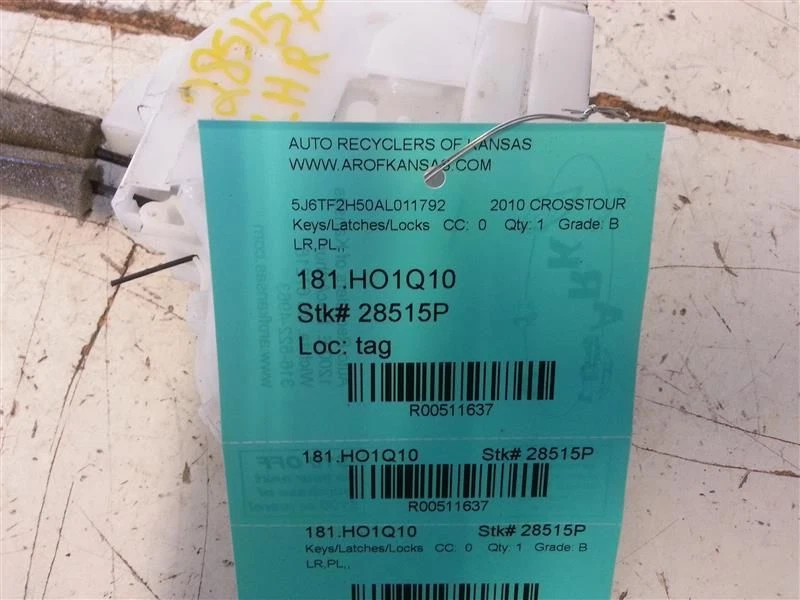 28515
LHR
AUTO RECYCLERS OF KANSAS
WWW.AROFKANSAS.COM
5J6TF2H50AL011792 2010 CROSSTOUR
Keys/Latches/Locks CC: 0 Qty: 1 Grade: B
LR,PL,,
181.HO1Q10
Stk# 28515P
Loc: tag
R00511637
181.HO1Q10 Stk# 28515P
R00511637
181.HO1Q10 Stk# 28515P
Keys/Latches/Locks CC: 0 Qty: 1 Grade: B
LR,PL,,